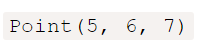 Point(5, 6, 7)